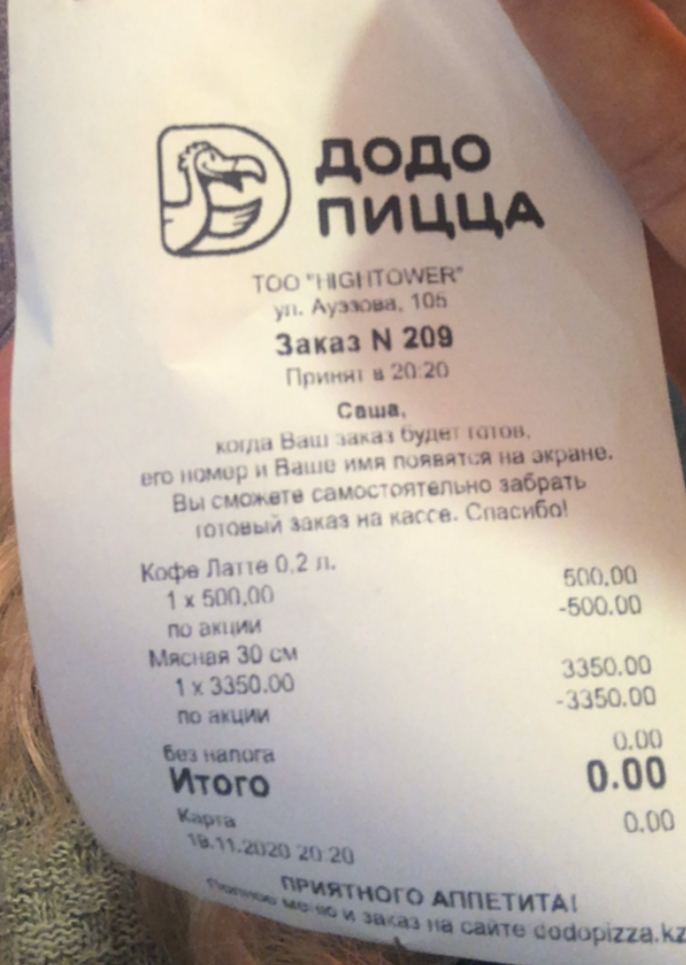 ДОДО
ПИЦЦА
ТОО "HIGHTOWER"
ул. Ауэзова, 105
Заказ N 209
Принят в 20:20
Саша,
когда Ваш заказ будет готов,
его номер и Ваше имя появятся на экране.
Вы сможете самостоятельно забрать
готовый заказ на кассе. Спасибо!
Кофе Латте 0,2 л.
1 x 500,00 500.00
по акции -500.00
Мясная 30 см
1 x 3350.00 3350.00
по акции -3350.00
без налога 0.00
Итого 0.00
Карта 0.00
19.11.2020 20:20
ПРИЯТНОГО АППЕТИТА!
Полное меню и заказ на сайте dodopizza.kz